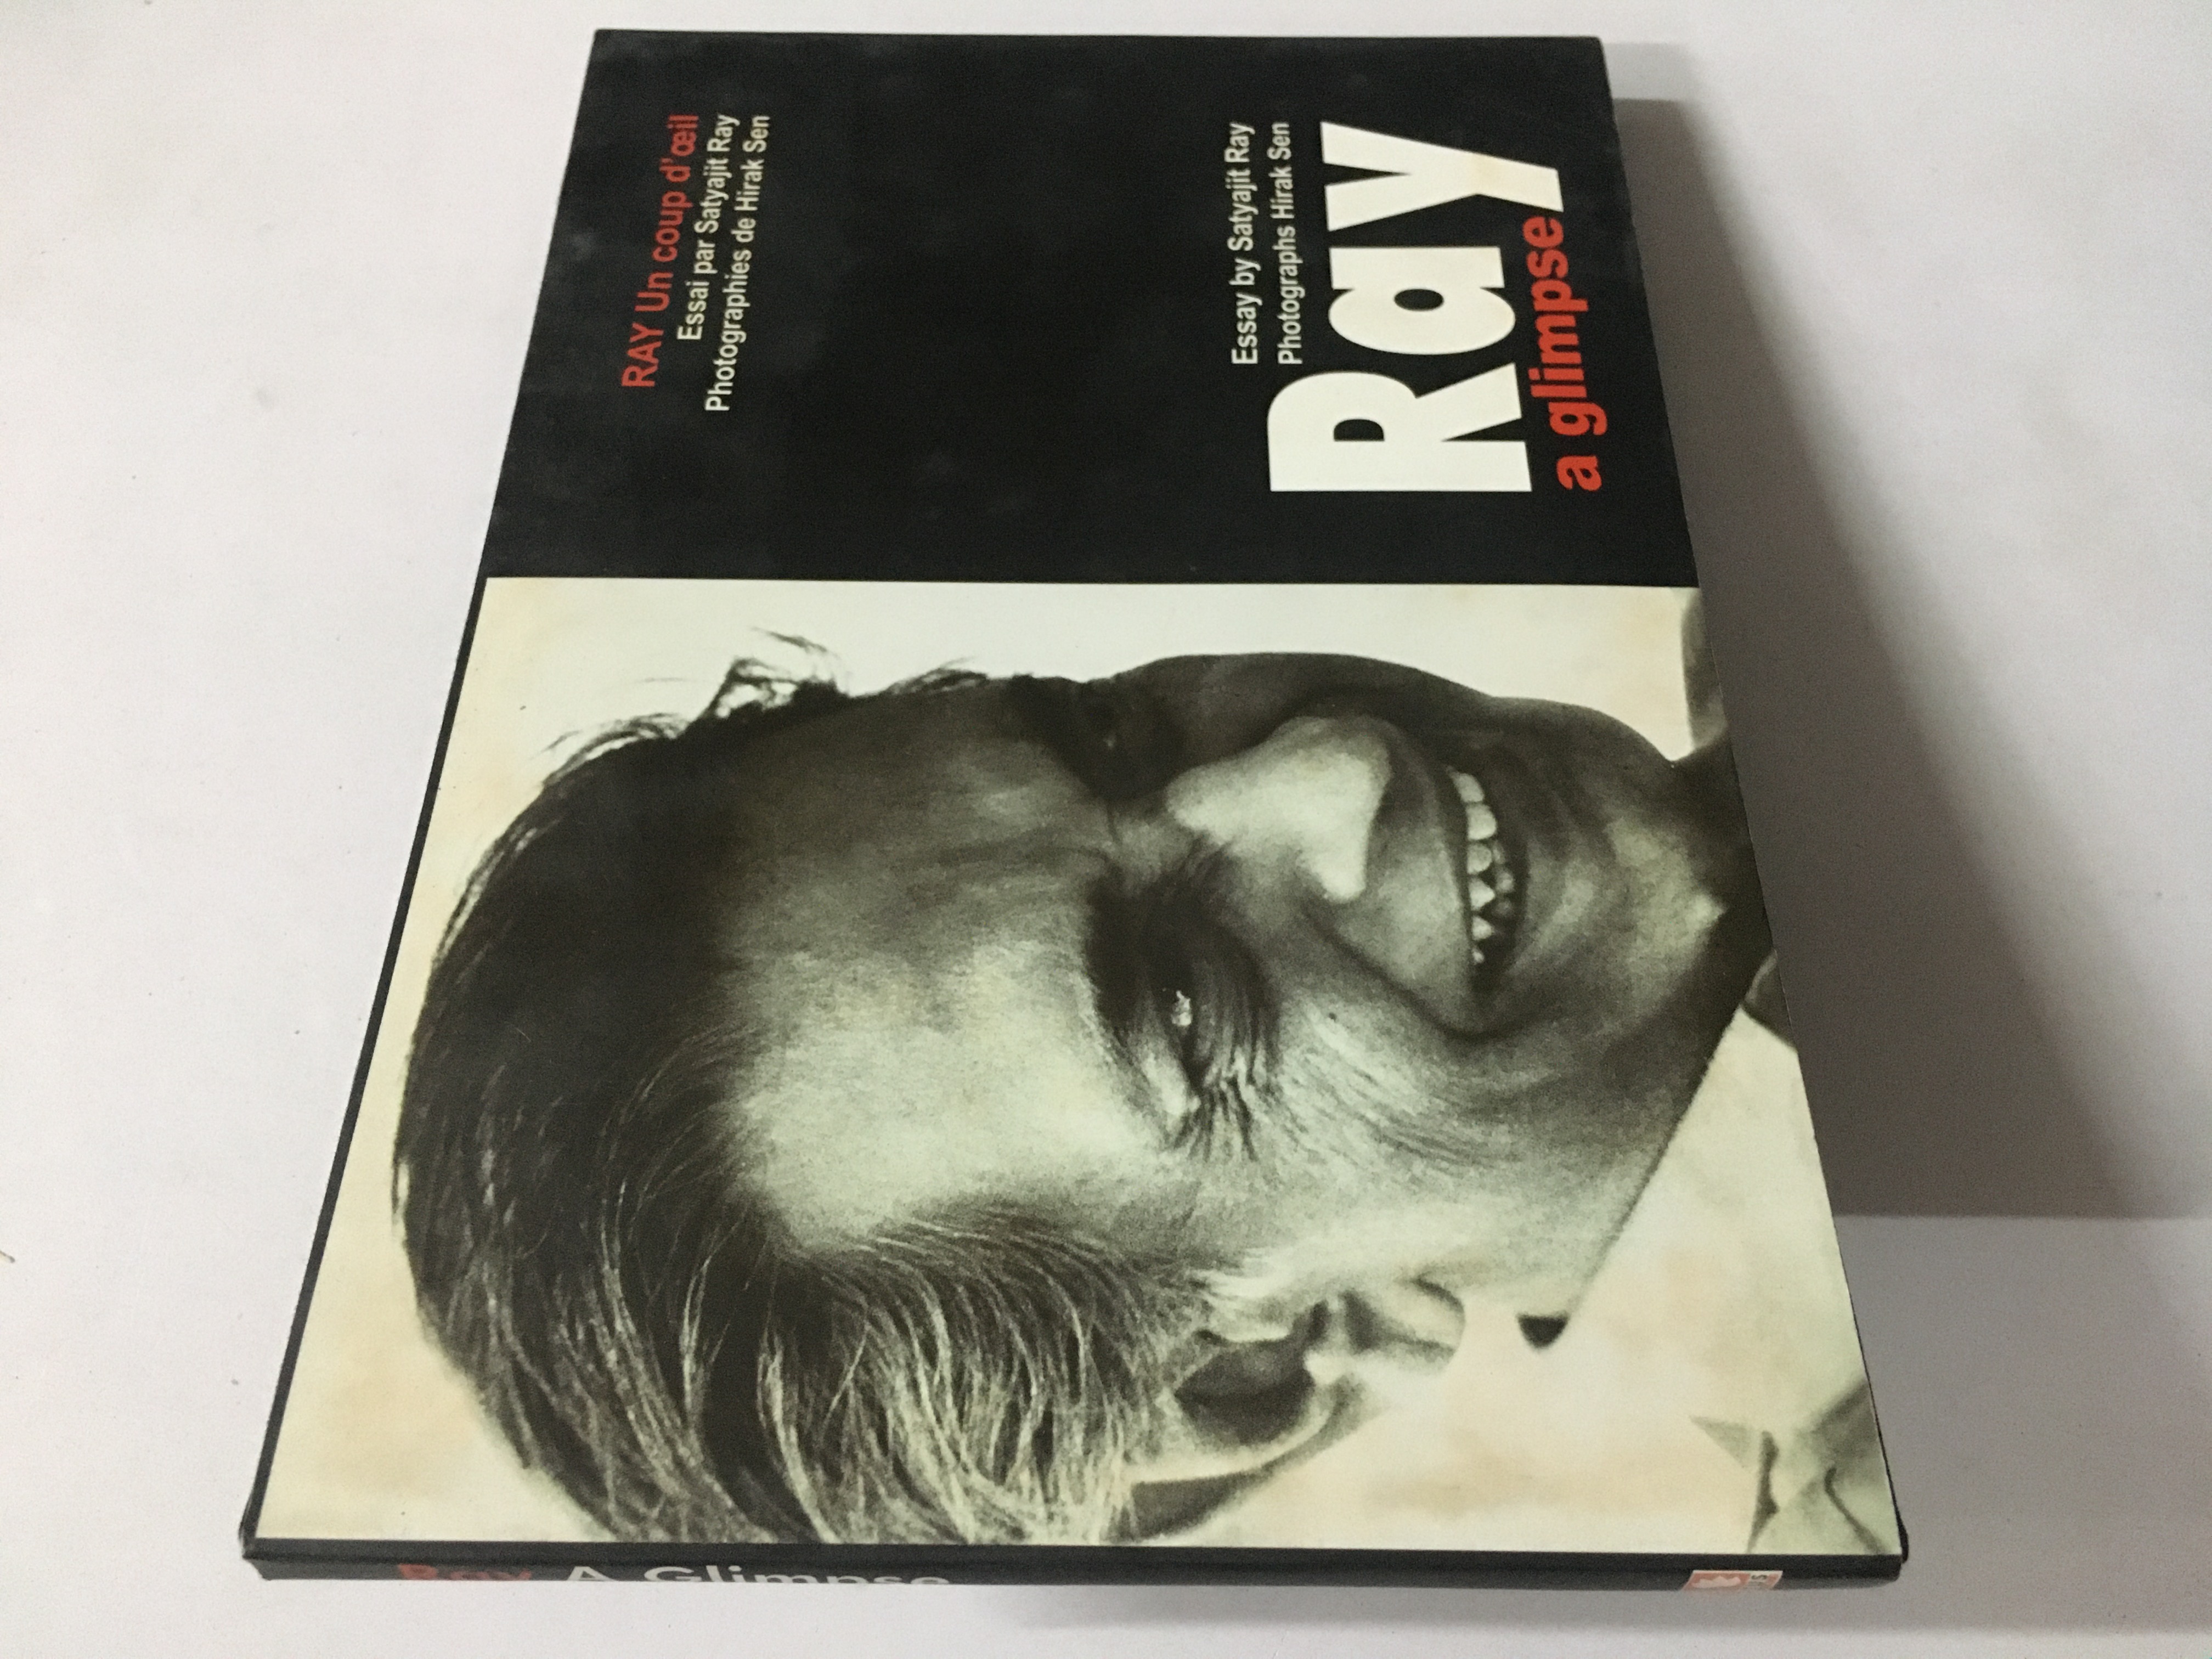 RAY Un coup d'œil
Essai par Satyajit Ray
Photographies de Hirak Sen
Essay by Satyajit Ray
Photographs Hirak Sen
Ray
a glimpse
Ray A Glimpse